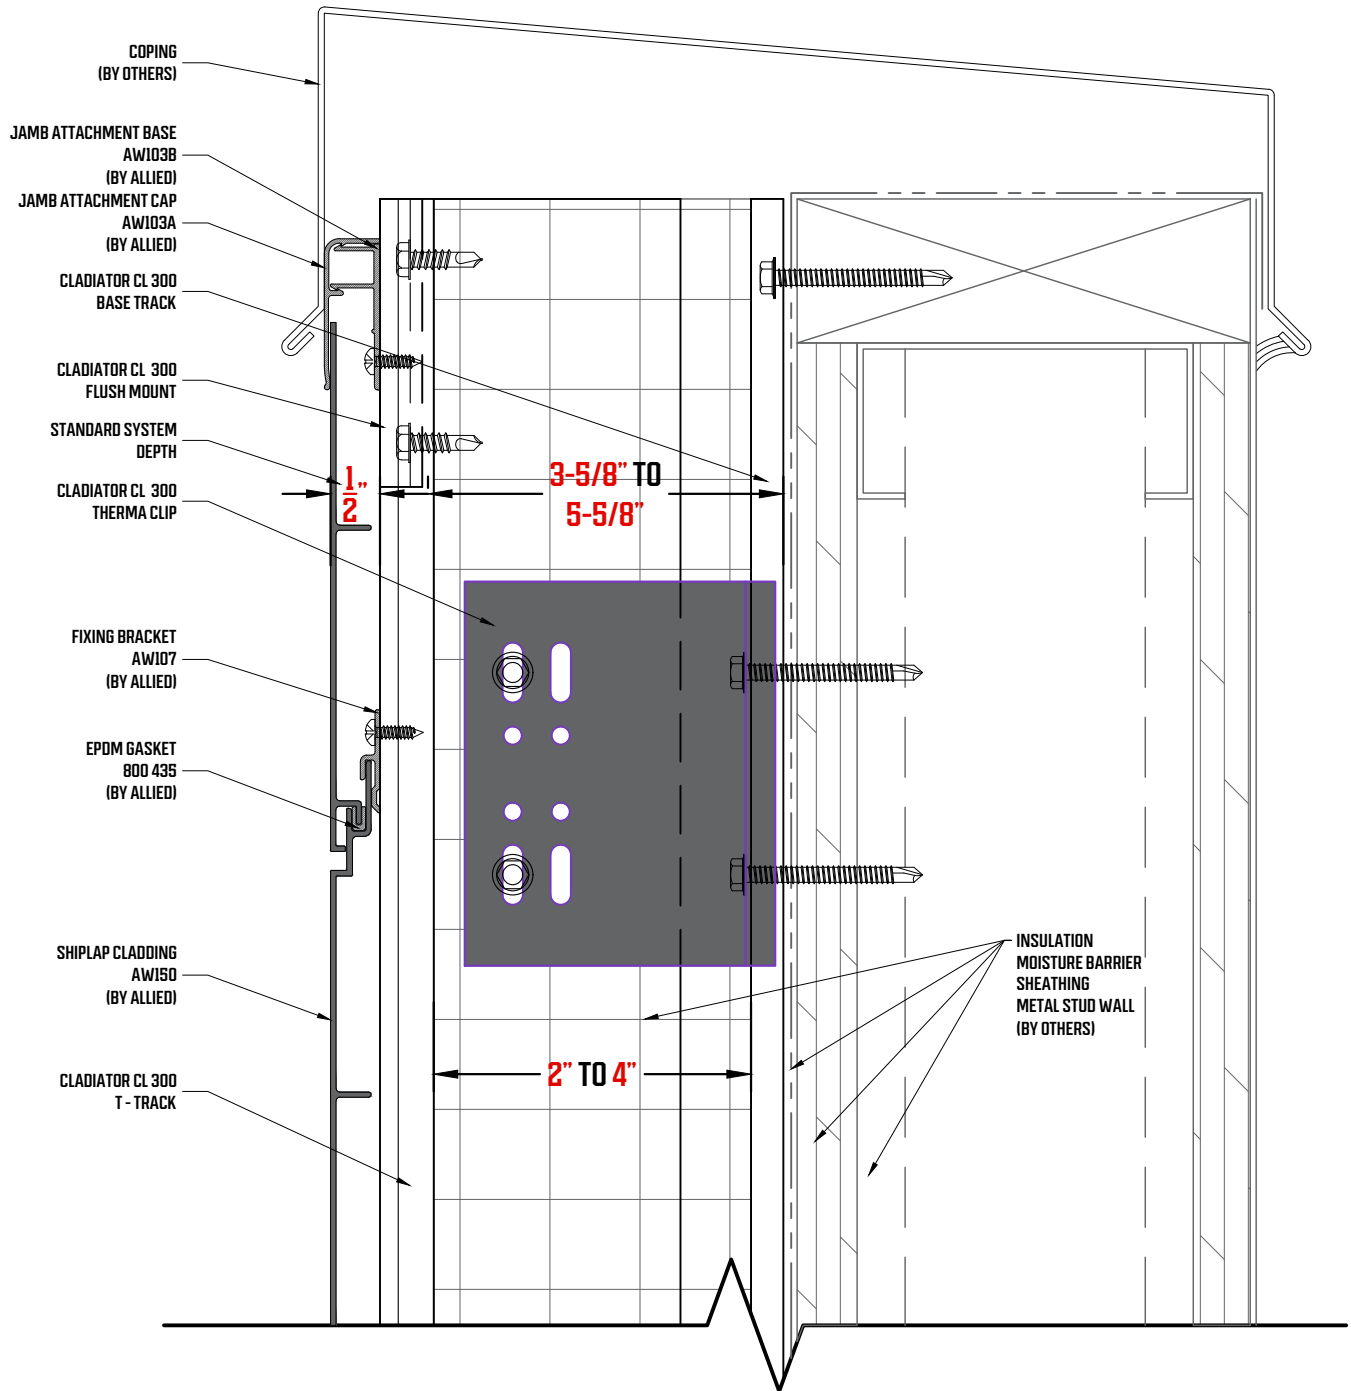 COPING
(BY OTHERS)
JAMB ATTACHMENT BASE
AW103B
(BY ALLIED)
JAMB ATTACHMENT CAP
AW103A
(BY ALLIED)
CLADIATOR CL 300
BASE TRACK
CLADIATOR CL 300
FLUSH MOUNT
STANDARD SYSTEM
DEPTH
CLADIATOR CL 300
THERMA CLIP
1/2"
3-5/8" TO
5-5/8"
FIXING BRACKET
AW107
(BY ALLIED)
EPDM GASKET
800 435
(BY ALLIED)
SHIPLAP CLADDING
AW150
(BY ALLIED)
CLADIATOR CL 300
T - TRACK
2" TO 4"
INSULATION
MOISTURE BARRIER
SHEATHING
METAL STUD WALL
(BY OTHERS)